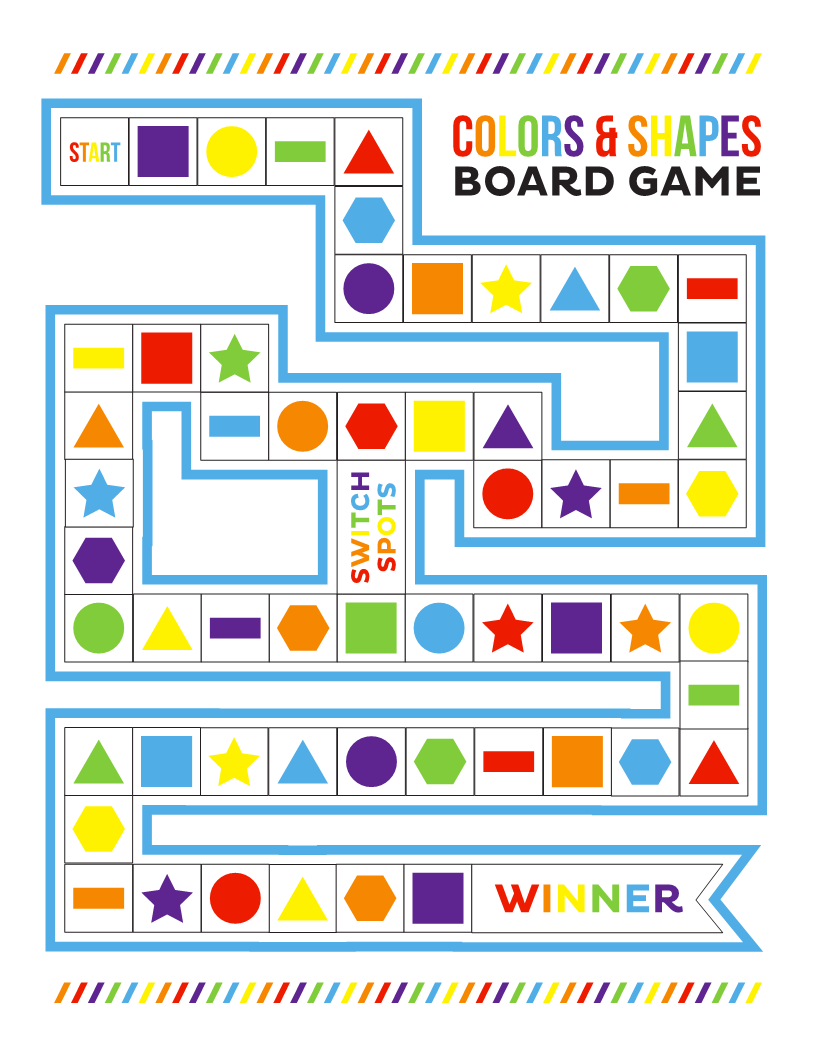 COLORS & SHAPES
BOARD GAME
START
SWITCH
SPOTS
WINNER